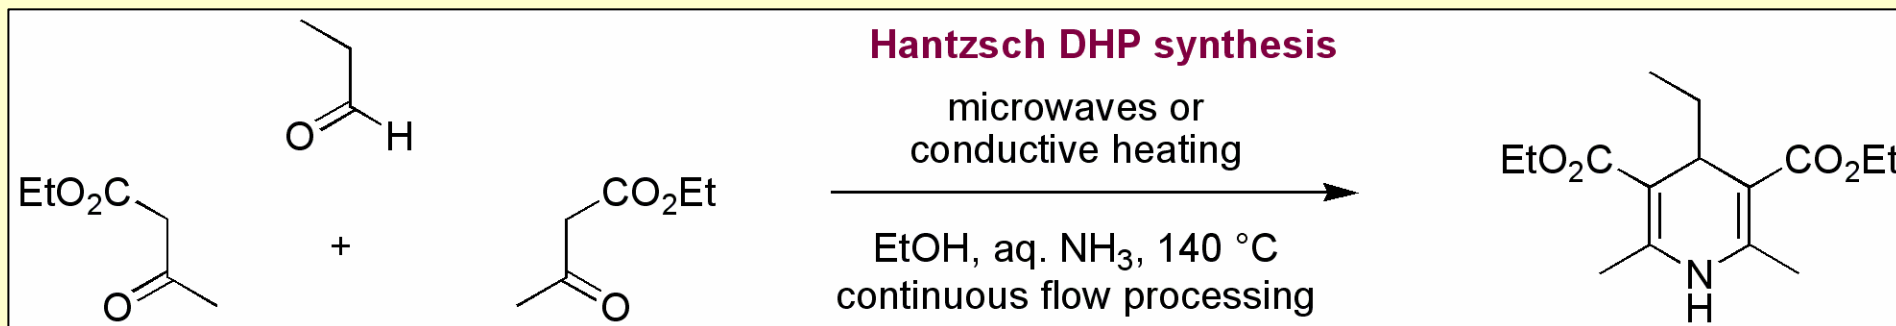 Hantzsch DHP synthesis
microwaves or
conductive heating
EtOH, aq. NH₃, 140 °C
continuous flow processing
O
H
EtO₂C
O
+
CO₂Et
O
EtO₂C
CO₂Et
N
H